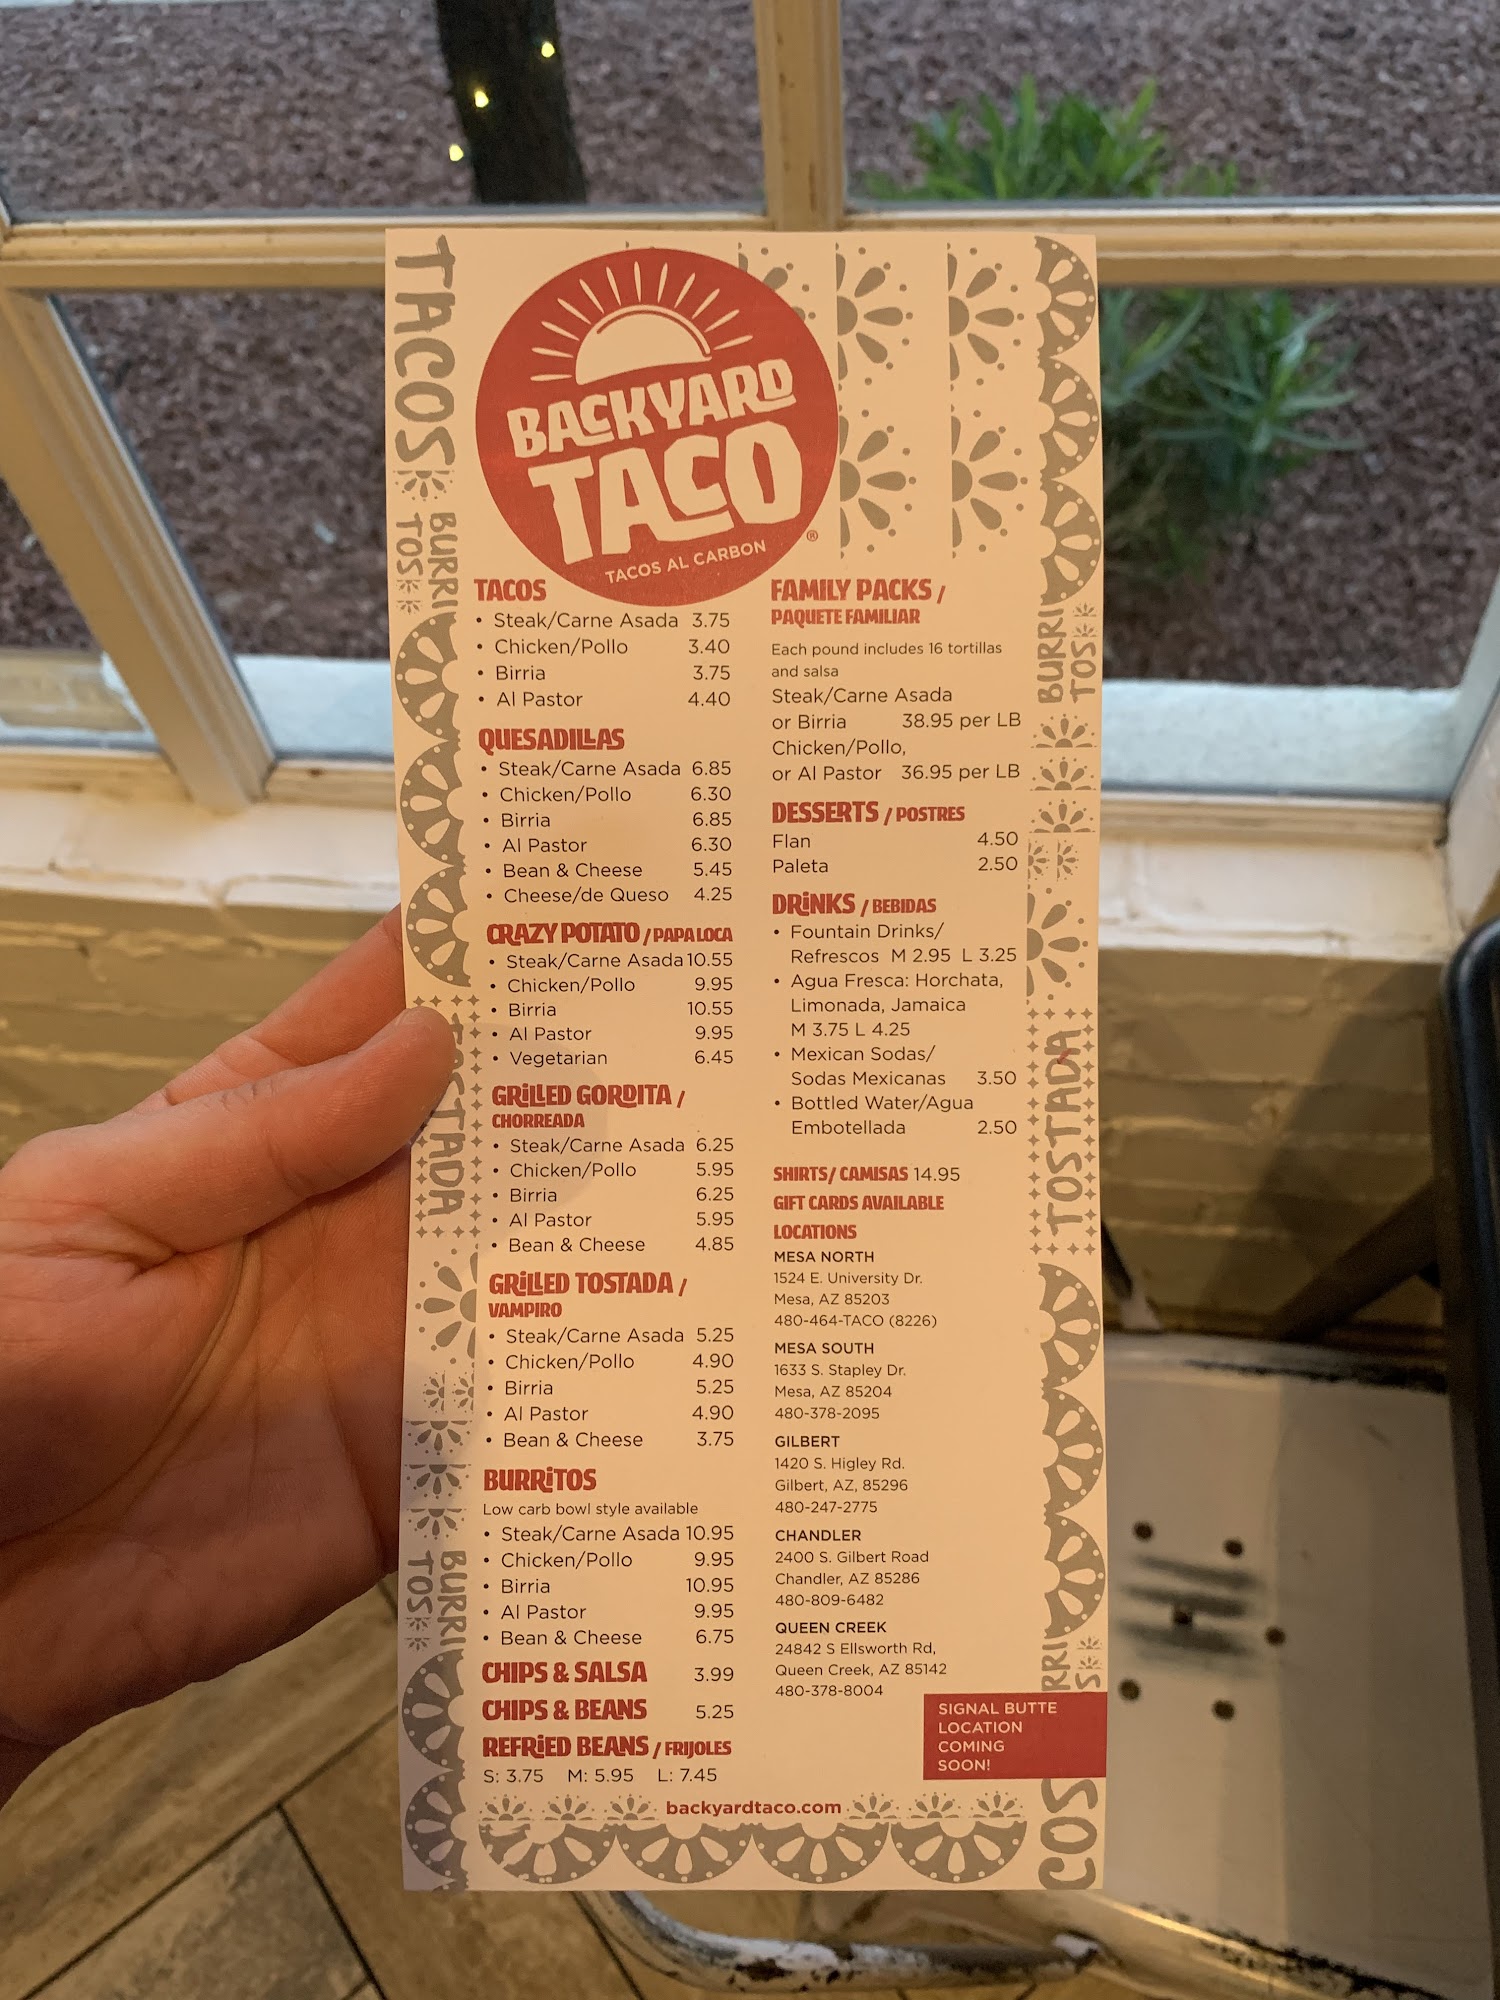 BACKYARD
TACO
®
TACOS AL CARBON
TACOS
BURRI
TOS
TOSTADA
BURRI
TOS
TACOS
• Steak/Carne Asada 3.75
• Chicken/Pollo 3.40
• Birria 3.75
• Al Pastor 4.40
QUESADILLAS
• Steak/Carne Asada 6.85
• Chicken/Pollo 6.30
• Birria 6.85
• Al Pastor 6.30
• Bean & Cheese 5.45
• Cheese/de Queso 4.25
CRAZY POTATO / PAPA LOCA
• Steak/Carne Asada 10.55
• Chicken/Pollo 9.95
• Birria 10.55
• Al Pastor 9.95
• Vegetarian 6.45
GRiLLED GORDITA /
CHORREADA
• Steak/Carne Asada 6.25
• Chicken/Pollo 5.95
• Birria 6.25
• Al Pastor 5.95
• Bean & Cheese 4.85
GRiLLED TOSTADA /
VAMPIRO
• Steak/Carne Asada 5.25
• Chicken/Pollo 4.90
• Birria 5.25
• Al Pastor 4.90
• Bean & Cheese 3.75
BURRiTOS
Low carb bowl style available
• Steak/Carne Asada 10.95
• Chicken/Pollo 9.95
• Birria 10.95
• Al Pastor 9.95
• Bean & Cheese 6.75
CHIPS & SALSA 3.99
CHIPS & BEANS 5.25
REFRiED BEANS / FRIJOLES
S: 3.75 M: 5.95 L: 7.45
FAMILY PACKS /
PAQUETE FAMILIAR
Each pound includes 16 tortillas
and salsa
Steak/Carne Asada
or Birria 38.95 per LB
Chicken/Pollo,
or Al Pastor 36.95 per LB
DESSERTS / POSTRES
Flan 4.50
Paleta 2.50
DRiNKS / BEBIDAS
• Fountain Drinks/
Refrescos M 2.95 L 3.25
• Agua Fresca: Horchata,
Limonada, Jamaica
M 3.75 L 4.25
• Mexican Sodas/
Sodas Mexicanas 3.50
• Bottled Water/Agua
Embotellada 2.50
SHIRTS/ CAMISAS 14.95
GIFT CARDS AVAILABLE
LOCATIONS
MESA NORTH
1524 E. University Dr.
Mesa, AZ 85203
480-464-TACO (8226)
MESA SOUTH
1633 S. Stapley Dr.
Mesa, AZ 85204
480-378-2095
GILBERT
1420 S. Higley Rd.
Gilbert, AZ, 85296
480-247-2775
CHANDLER
2400 S. Gilbert Road
Chandler, AZ 85286
480-809-6482
QUEEN CREEK
24842 S Ellsworth Rd,
Queen Creek, AZ 85142
480-378-8004
SIGNAL BUTTE
LOCATION
COMING
SOON!
backyardtaco.com
BURRI
TOS
TOSTADA
RRI
S
COS